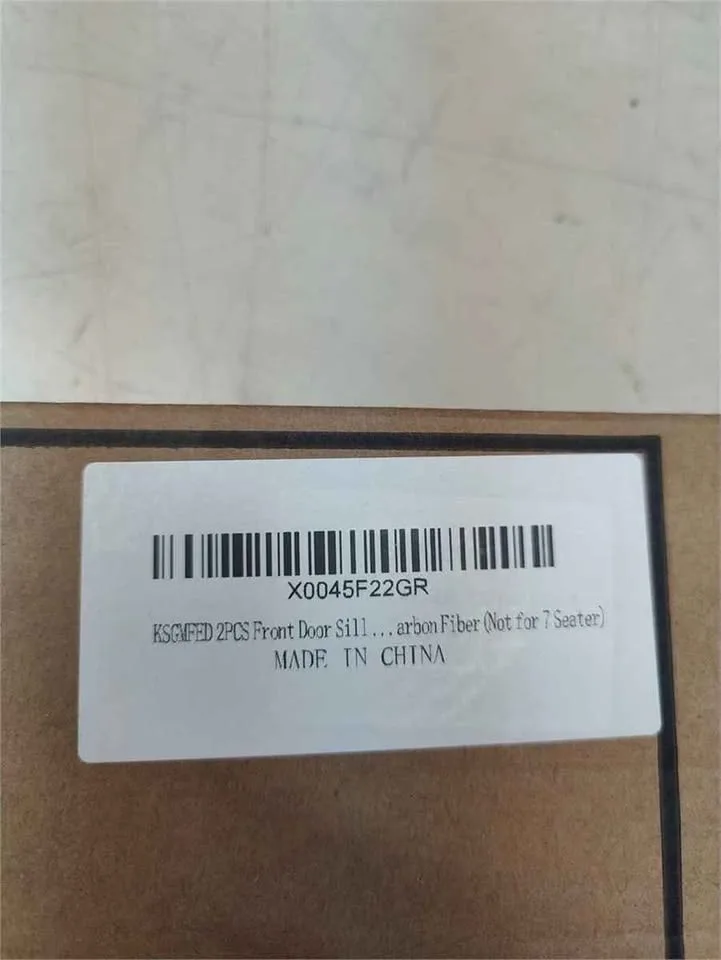 X0045F22GR
KSGMFED 2PCS Front Door Sill ...arbon Fiber (Not for 7 Seater)
MADE IN CHINA